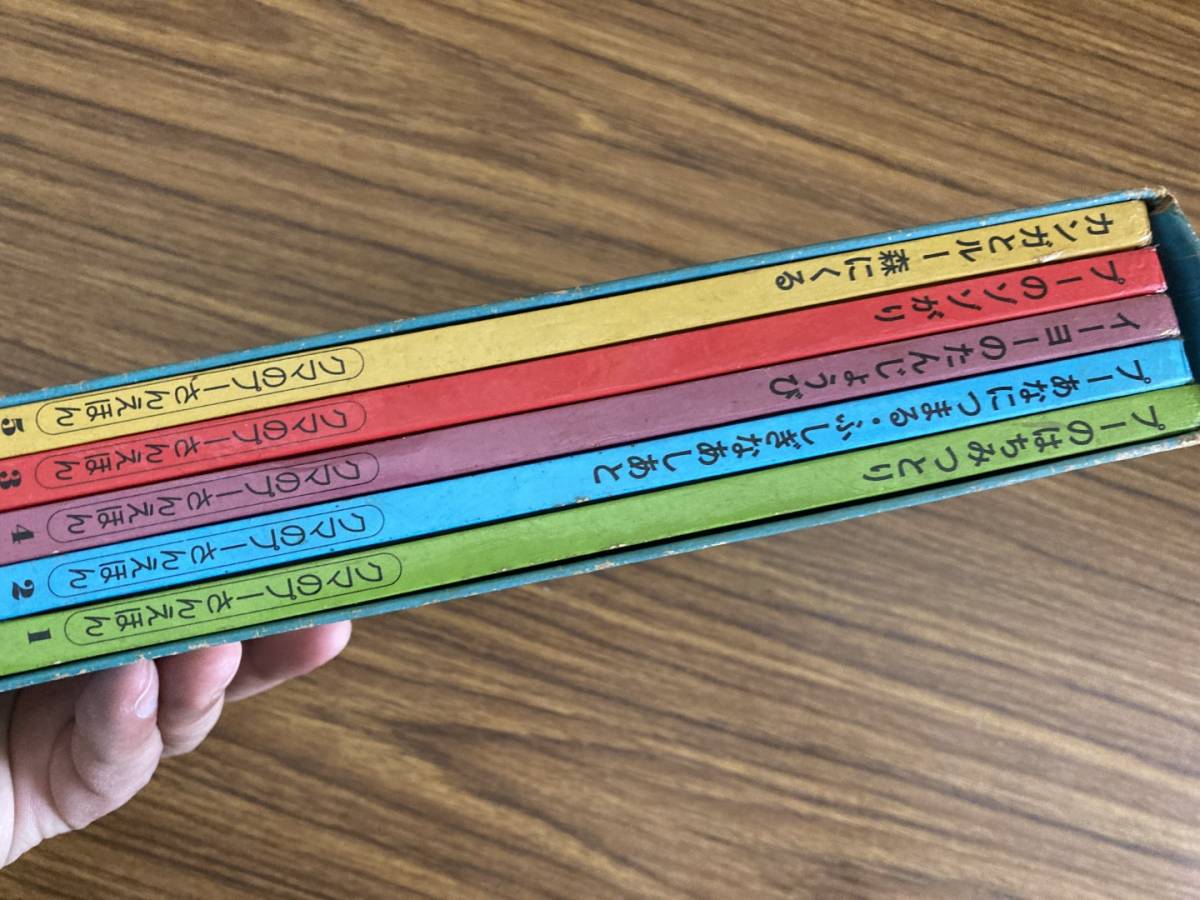 カンガとルー 森にくる
クマのプーさんえほん
5
プーのゾゾがり
クマのプーさんえほん
3
イーヨーのたんじょうび
クマのプーさんえほん
4
プーあなにつまる・ふしぎなあしあと
クマのプーさんえほん
2
プーのはちみつとり
クマのプーさんえほん
1